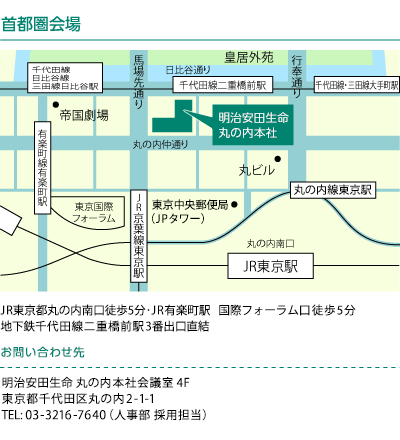 首都圏会場
皇居外苑
千代田線
日比谷線
三田線日比谷駅
馬場先通り
日比谷通り
千代田線二重橋前駅
行幸通り
千代田線・三田線大手町駅
帝国劇場
明治安田生命
丸の内本社
有楽町線有楽町駅
丸の内仲通り
丸ビル
丸の内線東京駅
東京国際
フォーラム
JR京葉線東京駅
東京中央郵便局
（JPタワー）
丸の内南口
JR東京駅
JR東京都丸の内南口徒歩5分・JR有楽町駅 国際フォーラム口徒歩5分
地下鉄千代田線二重橋前駅3番出口直結
お問い合わせ先
明治安田生命 丸の内本社会議室 4F
東京都千代田区丸の内2-1-1
TEL: 03-3216-7640（人事部 採用担当）